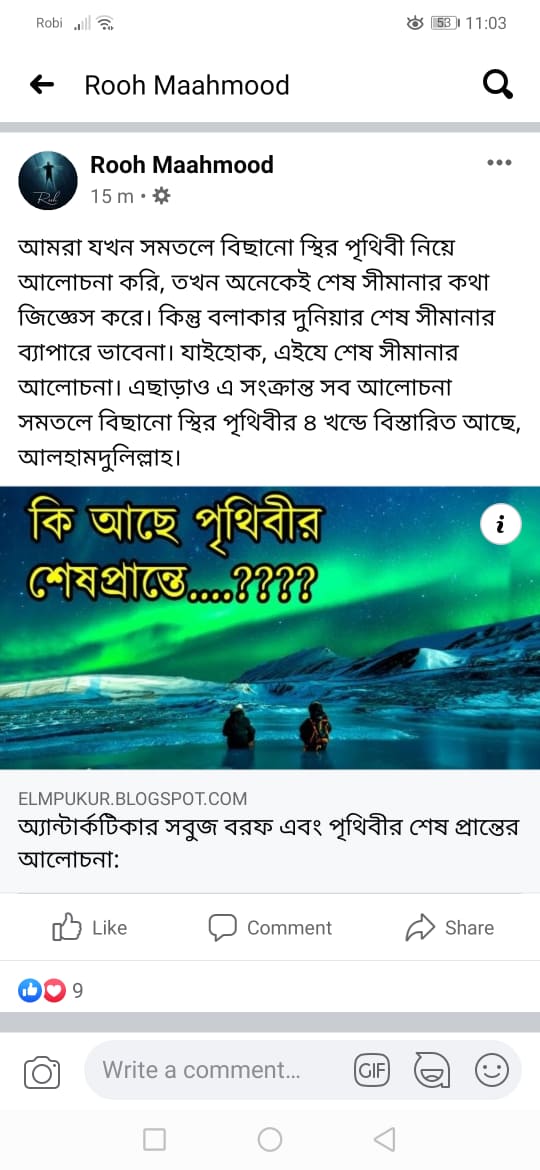 Robi 53 11:03
Rooh Maahmood
Rooh Maahmood
15 m
আমরা যখন সমতলে বিছানো স্থির পৃথিবী নিয়ে
আলোচনা করি, তখন অনেকেই শেষ সীমানার কথা
জিজ্ঞেস করে। কিন্তু বলাকার দুনিয়ার শেষ সীমানার
ব্যাপারে ভাবেনা। যাইহোক, এইযে শেষ সীমানার
আলোচনা। এছাড়াও এ সংক্রান্ত সব আলোচনা
সমতলে বিছানো স্থির পৃথিবীর ৪ খন্ডে বিস্তারিত আছে,
আলহামদুলিল্লাহ।
কি আছে পৃথিবীর
শেষপ্রান্তে....????
ELMPUKUR.BLOGSPOT.COM
অ্যান্টার্কটিকার সবুজ বরফ এবং পৃথিবীর শেষ প্রান্তের
আলোচনা:
Like Comment Share
9
Write a comment... GIF